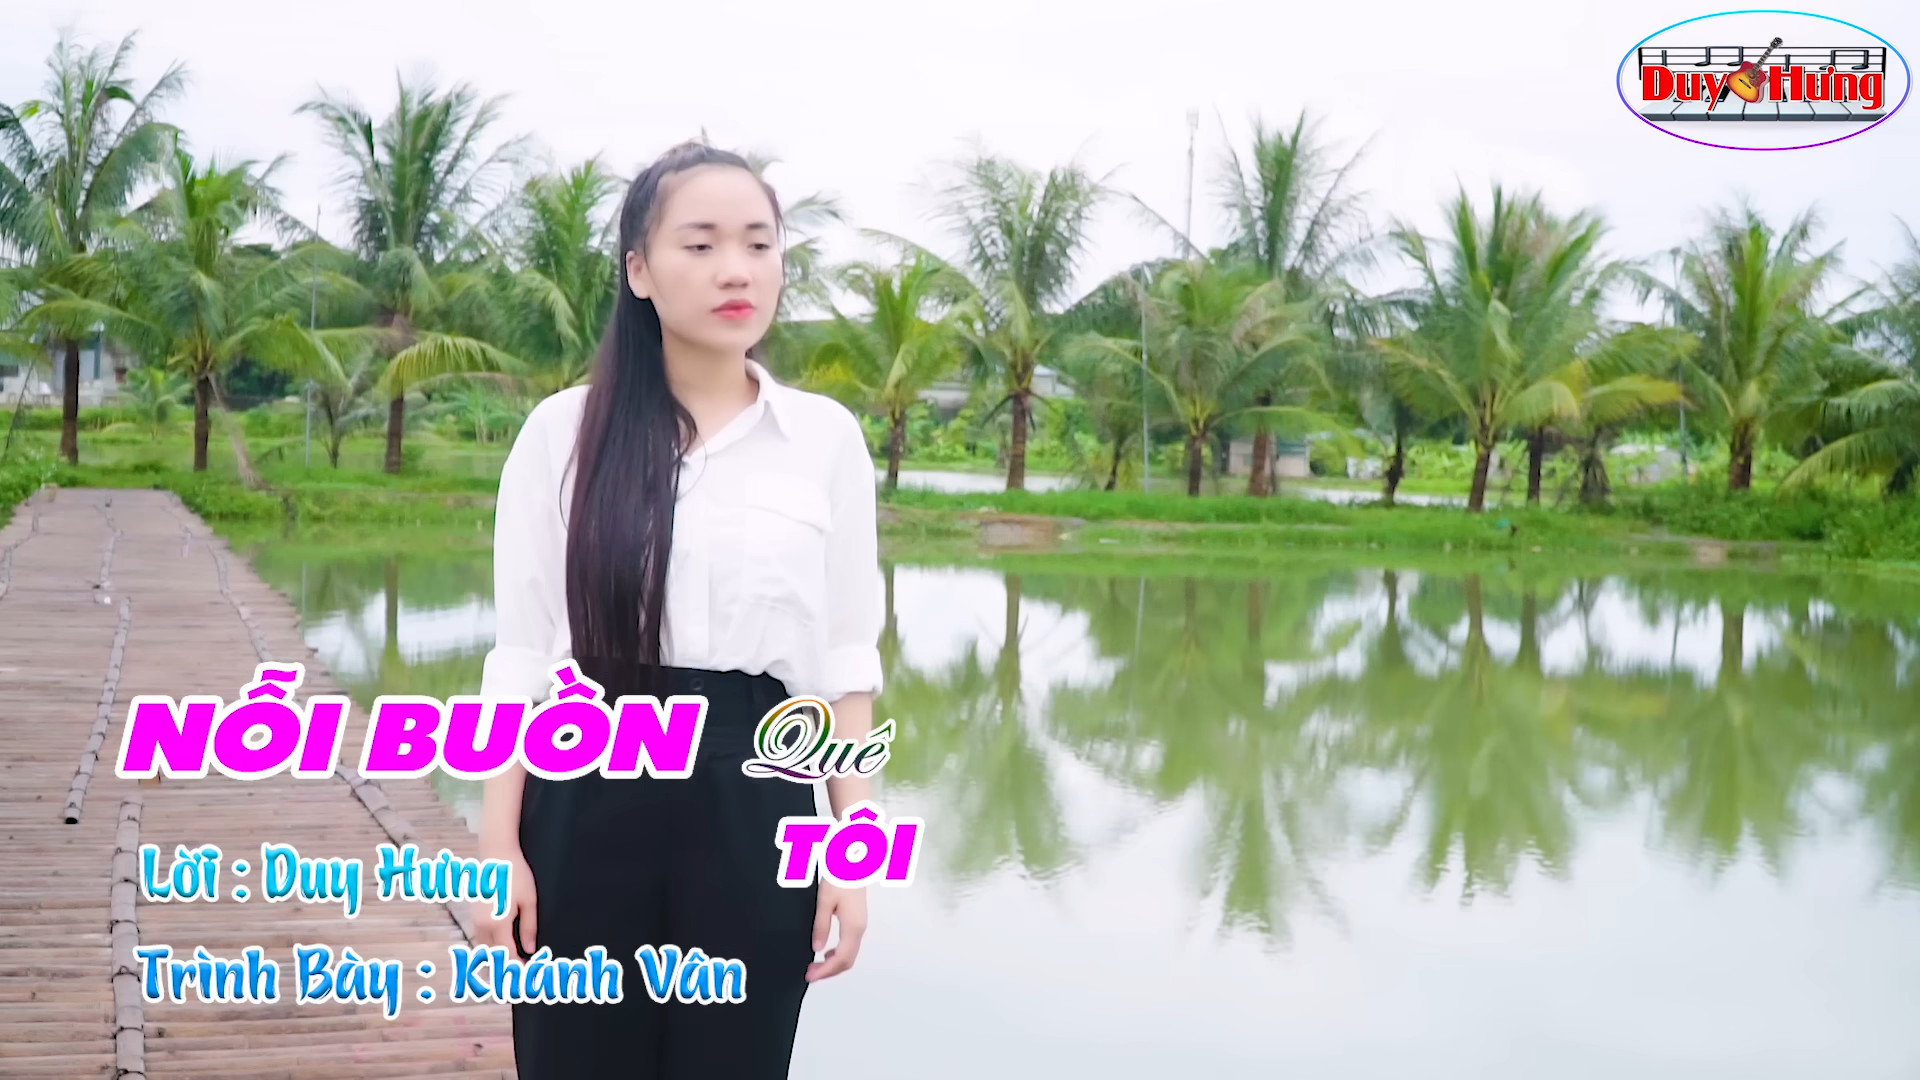 Duy Hưng
NỖI BUỒN Quê
TÔI
Lời : Duy Hưng
Trình Bày : Khánh Vân